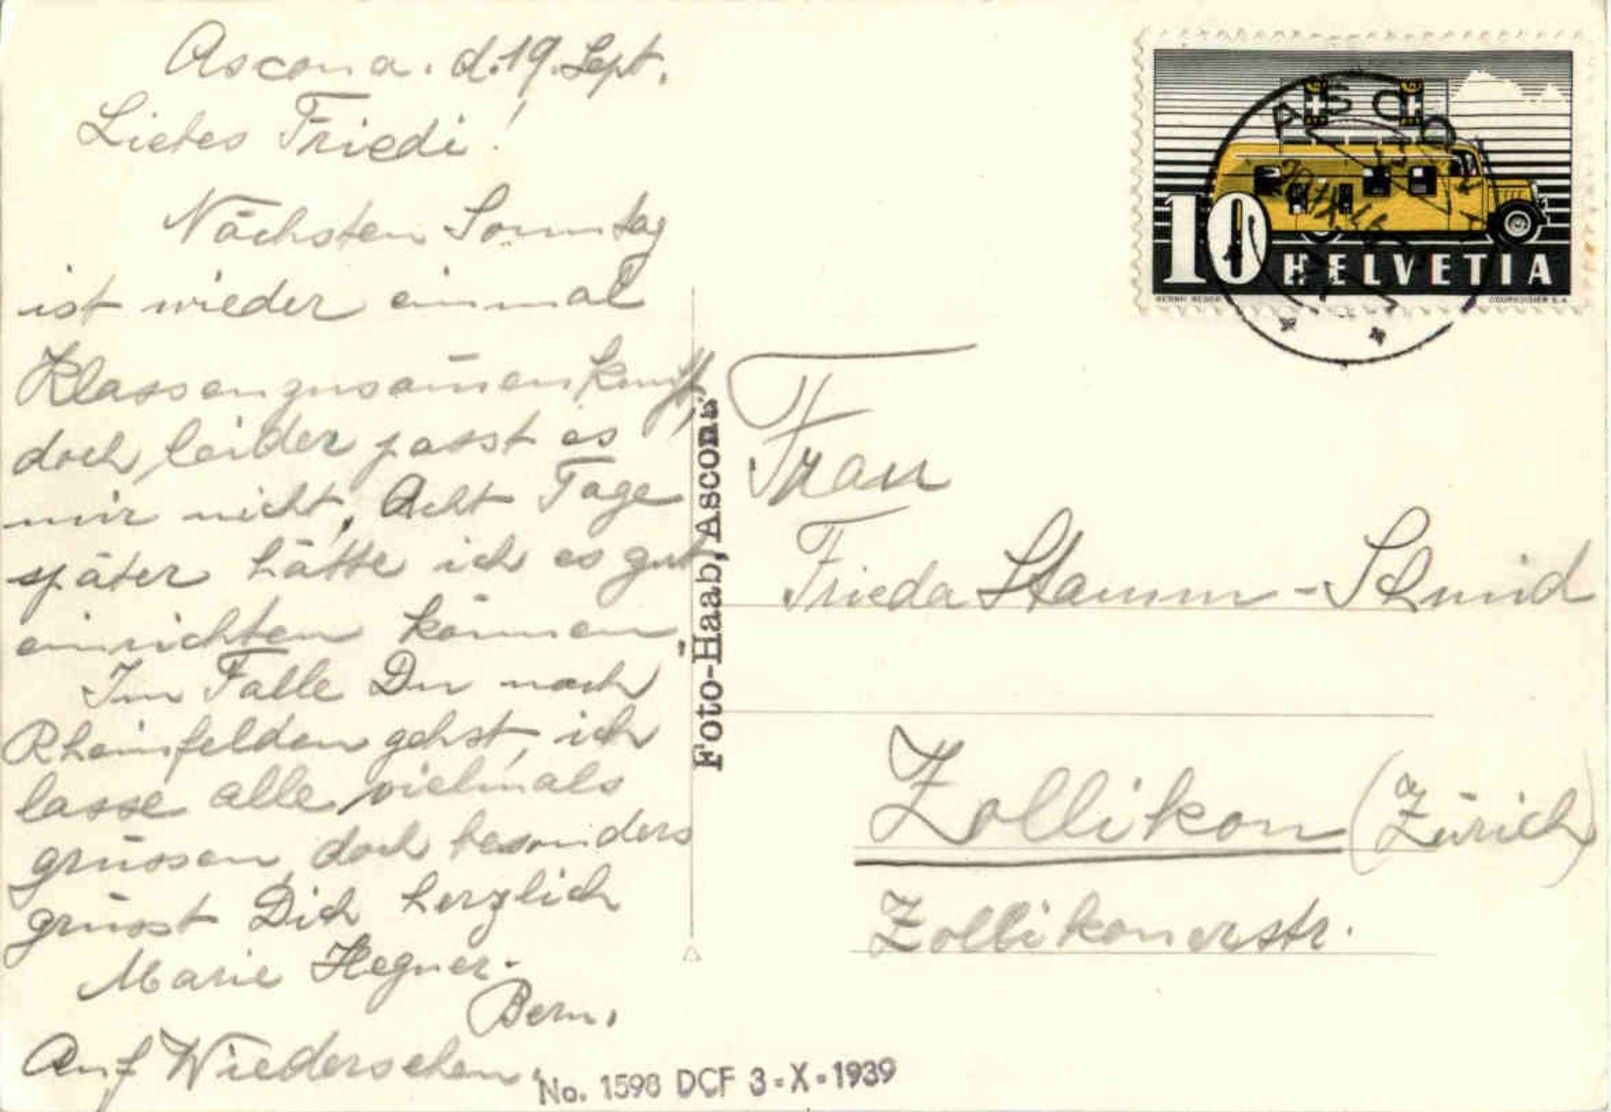 Ascona. d. 19. Sept.
Liebes Friedi!
Nächsten Sonntag
ist wieder einmal
Klassenzusam̄enkunft,
doch leider passt es
mir nicht, Acht Tage
später hätte ich es gut
einrichten können
Im Falle Du nach
Rheinfelden gehst, ich
lasse alle vielmals
grüssen, doch besonders
grüsst Dich herzlich
Marie Hegner-
Bern.
Auf Wiedersehen.
No. 1598 DCF 3-X-1939
Foto-Haab, Ascona
10 HELVETIA
COURVOISIER S.A.
Frau
Frieda Stamm-Schmid
Zollikon (Zürich)
Zollikonerstr.